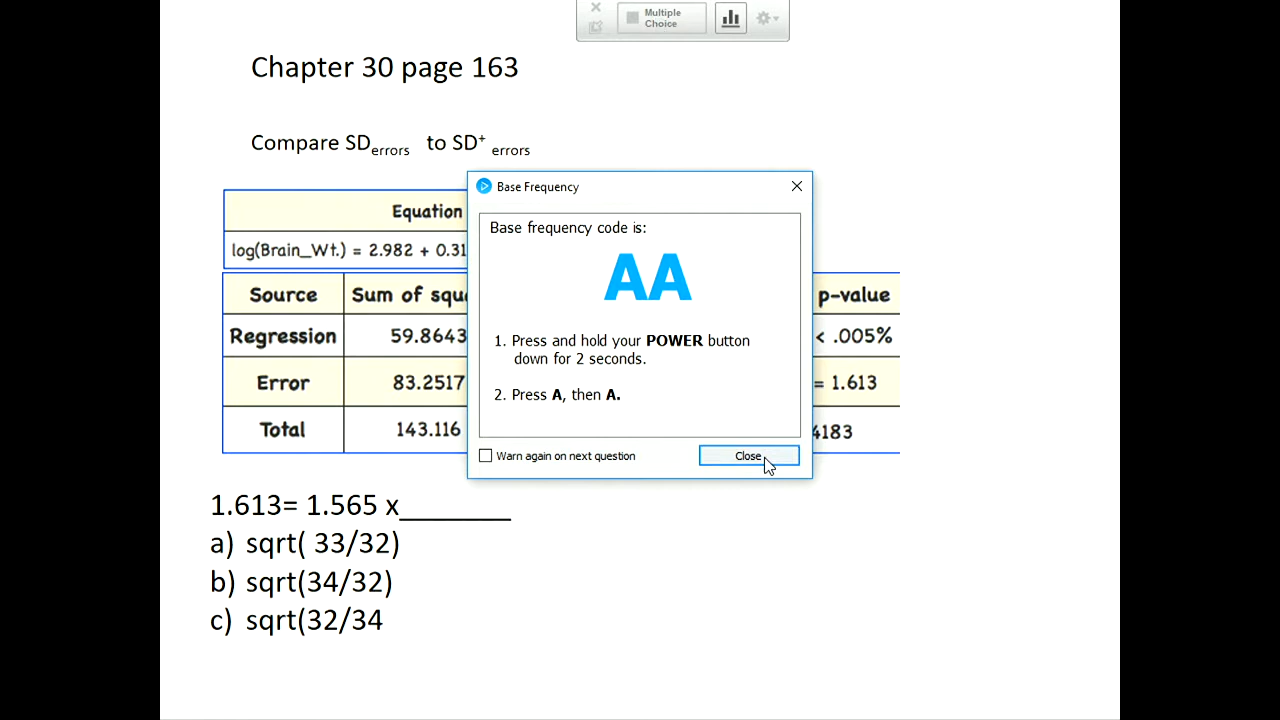 Multiple
Choice
Chapter 30 page 163
Compare SDerrors to SD+ errors
Base Frequency
Equation
Base frequency code is:
log(Brain_Wt.) = 2.982 + 0.31
AA
Source Sum of squ p-value
Regression 59.8643 < .005%
1. Press and hold your POWER button
down for 2 seconds.
Error 83.2517 = 1.613
2. Press A, then A.
Total 143.116 4183
Warn again on next question Close
1.613= 1.565 x________
a) sqrt( 33/32)
b) sqrt(34/32)
c) sqrt(32/34